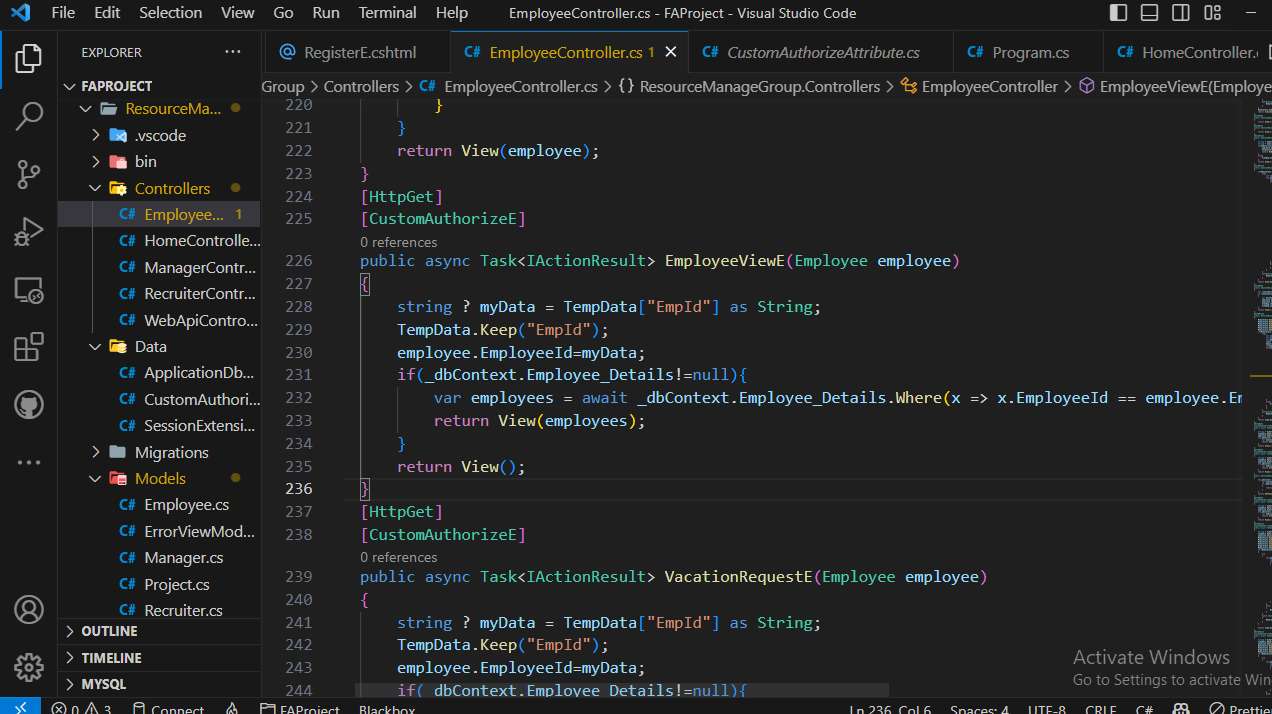 File Edit Selection View Go Run Terminal Help EmployeeController.cs - FAProject - Visual Studio Code
EXPLORER ···
RegisterE.cshtml C# EmployeeController.cs 1 × C# CustomAuthorizeAttribute.cs C# Program.cs C# HomeController.
Group > Controllers > C# EmployeeController.cs > {} ResourceManageGroup.Controllers > EmployeeController > EmployeeViewE(Employe
FAPROJECT
ResourceMa...
.vscode
bin
Controllers
C# Employee... 1
C# HomeControlle...
C# ManagerContr...
C# RecruiterContr...
C# WebApiContro...
Data
C# ApplicationDb...
C# CustomAuthori...
C# SessionExtensi...
Migrations
Models
C# Employee.cs
C# ErrorViewMod...
C# Manager.cs
C# Project.cs
C# Recruiter.cs
OUTLINE
TIMELINE
MYSQL
220 }
221 }
222 return View(employee);
223 }
224 [HttpGet]
225 [CustomAuthorizeE]
0 references
226 public async Task<IActionResult> EmployeeViewE(Employee employee)
227 {
228 string ? myData = TempData["EmpId"] as String;
229 TempData.Keep("EmpId");
230 employee.EmployeeId=myData;
231 if(_dbContext.Employee_Details!=null){
232 var employees = await _dbContext.Employee_Details.Where(x => x.EmployeeId == employee.Em
233 return View(employees);
234 }
235 return View();
236 }
237 [HttpGet]
238 [CustomAuthorizeE]
0 references
239 public async Task<IActionResult> VacationRequestE(Employee employee)
240 {
241 string ? myData = TempData["EmpId"] as String;
242 TempData.Keep("EmpId");
243 employee.EmployeeId=myData;
244 if(_dbContext.Employee_Details!=null){
Activate Windows
Go to Settings to activate Win
0 3 Connect FAProject Blackbox Ln 236, Col 6 Spaces: 4 UTF-8 CRLF C# Prettier